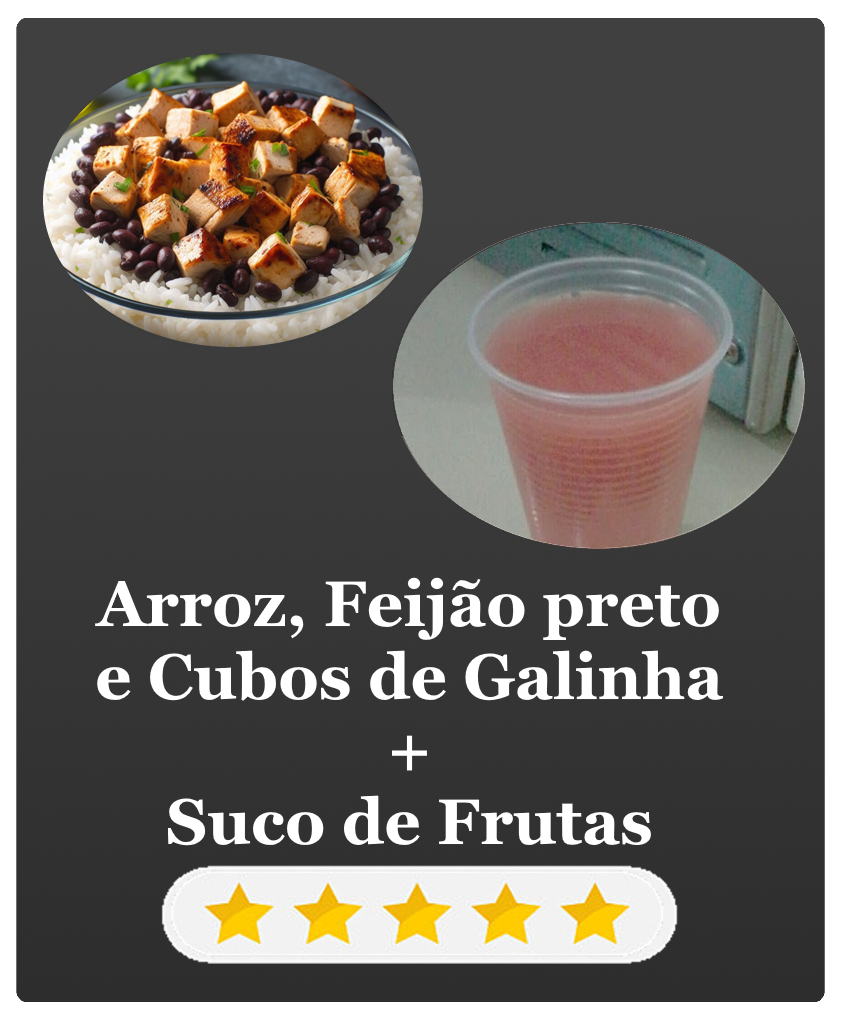 Arroz, Feijão preto
e Cubos de Galinha
+
Suco de Frutas